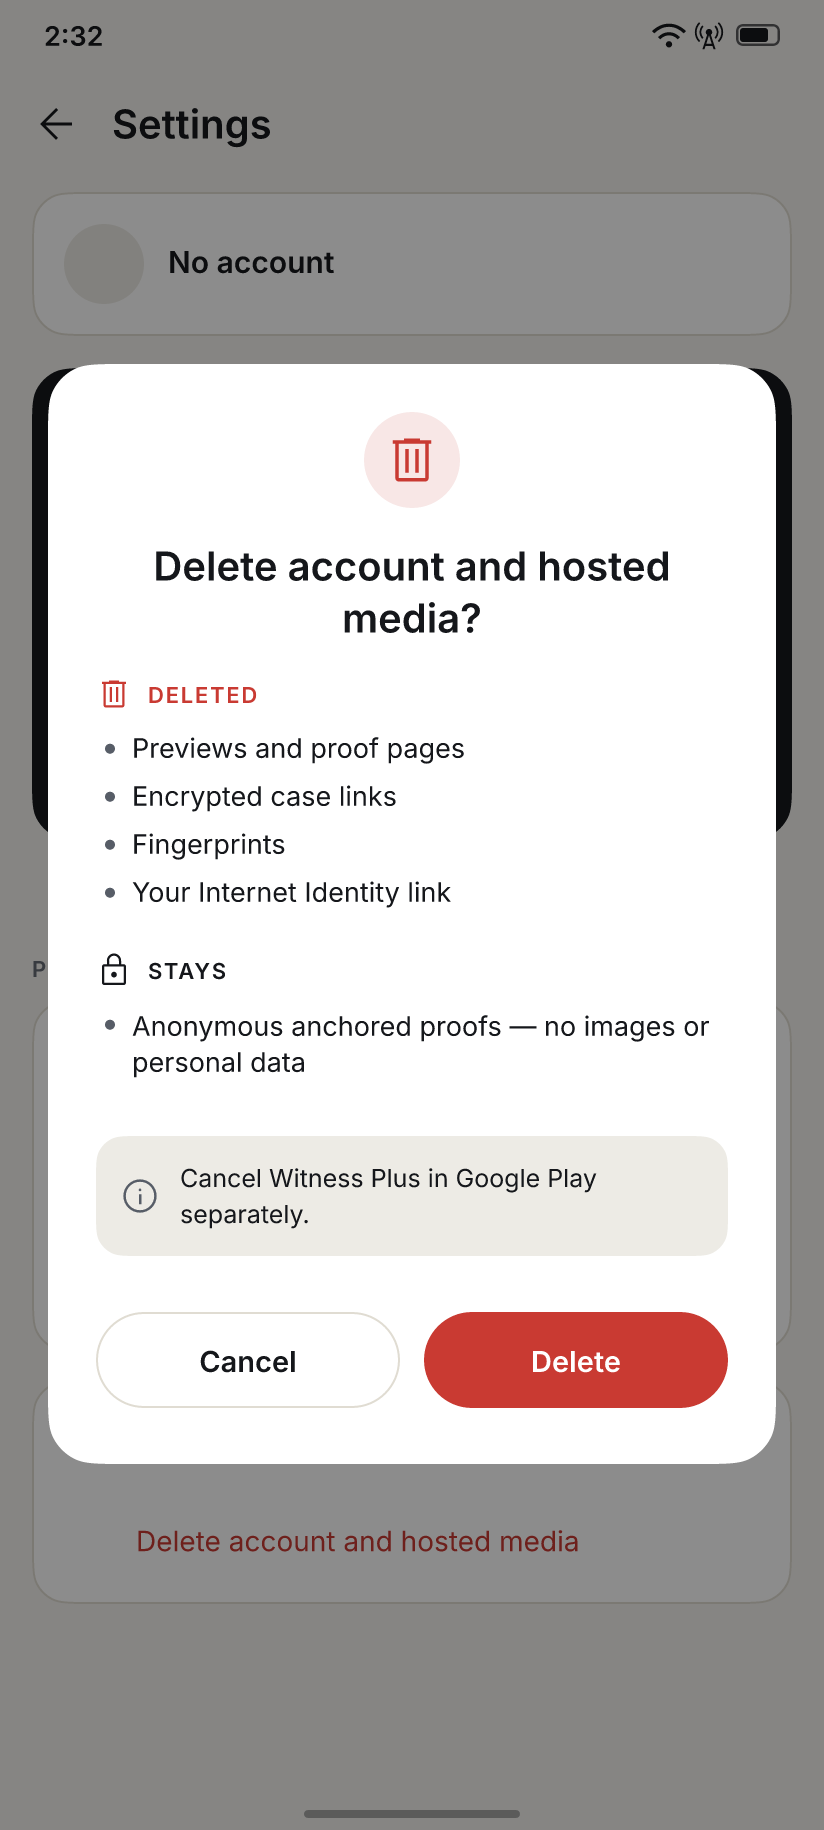 2:32
Settings
No account
Delete account and hosted
media?
DELETED
Previews and proof pages
Encrypted case links
Fingerprints
Your Internet Identity link
P
STAYS
Anonymous anchored proofs — no images or
personal data
Cancel Witness Plus in Google Play
separately.
Cancel
Delete
Delete account and hosted media